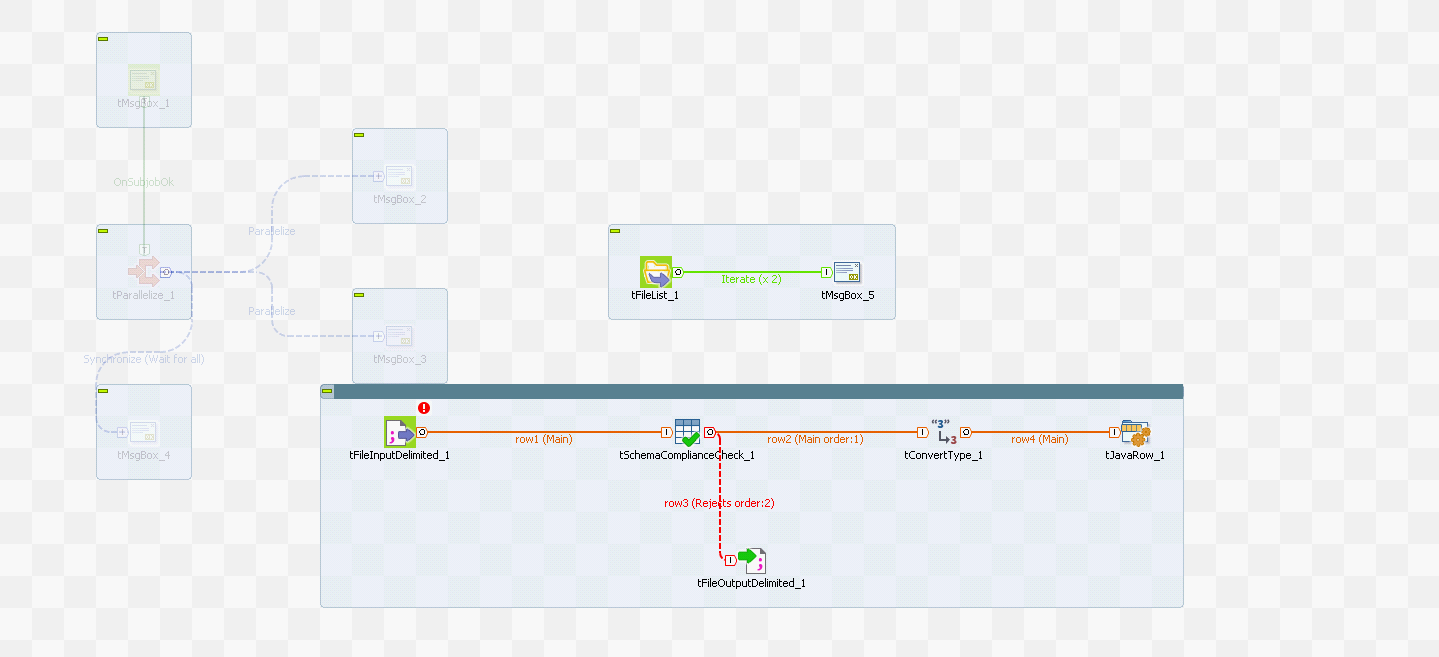 tMsgBox_1
OnSubjobOk
tMsgBox_2
Parallelize
tParallelize_1
Parallelize
Synchronize (Wait for all)
tMsgBox_3
tMsgBox_4
Iterate (x 2)
tFileList_1
tMsgBox_5
row1 (Main)
row2 (Main order:1)
"3"
3
row4 (Main)
tFileInputDelimited_1
tSchemaComplianceCheck_1
tConvertType_1
tJavaRow_1
row3 (Rejects order:2)
tFileOutputDelimited_1